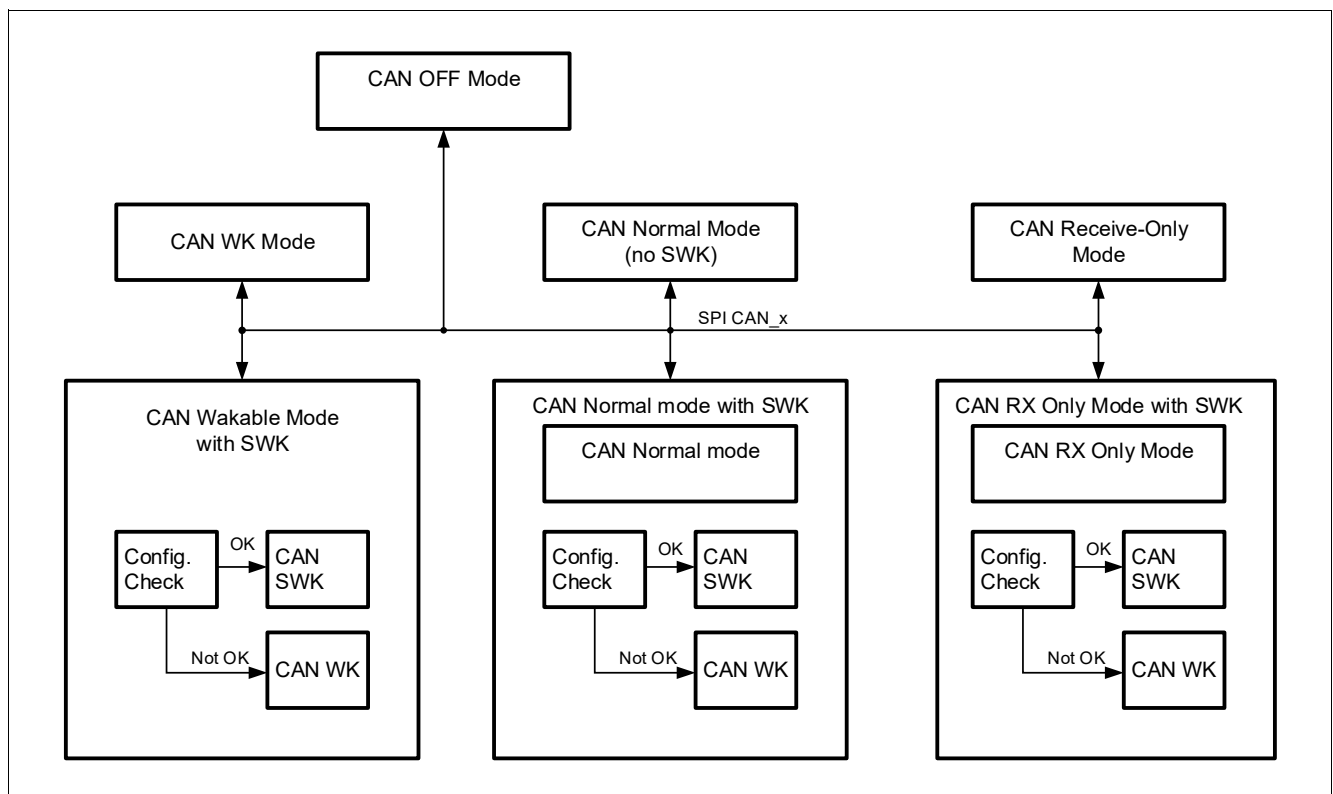 CAN OFF Mode
CAN WK Mode
CAN Normal Mode
(no SWK)
CAN Receive-Only
Mode
SPI CAN_x
CAN Wakable Mode
with SWK
Config.
Check
OK
CAN
SWK
Not OK
CAN WK
CAN Normal mode with SWK
CAN Normal mode
Config.
Check
OK
CAN
SWK
Not OK
CAN WK
CAN RX Only Mode with SWK
CAN RX Only Mode
Config.
Check
OK
CAN
SWK
Not OK
CAN WK